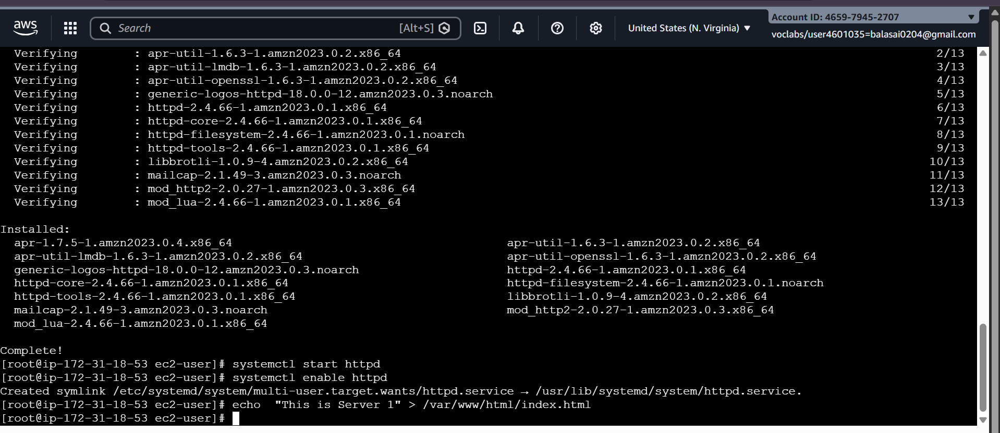 aws
Search [Alt+S]
United States (N. Virginia)
Account ID: 4659-7945-2707
voclabs/user4601035=balasai0204@gmail.com
Verifying : apr-util-1.6.3-1.amzn2023.0.2.x86_64 2/13
Verifying : apr-util-lmdb-1.6.3-1.amzn2023.0.2.x86_64 3/13
Verifying : apr-util-openssl-1.6.3-1.amzn2023.0.2.x86_64 4/13
Verifying : generic-logos-httpd-18.0.0-12.amzn2023.0.3.noarch 5/13
Verifying : httpd-2.4.66-1.amzn2023.0.1.x86_64 6/13
Verifying : httpd-core-2.4.66-1.amzn2023.0.1.x86_64 7/13
Verifying : httpd-filesystem-2.4.66-1.amzn2023.0.1.noarch 8/13
Verifying : httpd-tools-2.4.66-1.amzn2023.0.1.x86_64 9/13
Verifying : libbrotli-1.0.9-4.amzn2023.0.2.x86_64 10/13
Verifying : mailcap-2.1.49-3.amzn2023.0.3.noarch 11/13
Verifying : mod_http2-2.0.27-1.amzn2023.0.3.x86_64 12/13
Verifying : mod_lua-2.4.66-1.amzn2023.0.1.x86_64 13/13
Installed:
apr-1.7.5-1.amzn2023.0.4.x86_64 apr-util-1.6.3-1.amzn2023.0.2.x86_64
apr-util-lmdb-1.6.3-1.amzn2023.0.2.x86_64 apr-util-openssl-1.6.3-1.amzn2023.0.2.x86_64
generic-logos-httpd-18.0.0-12.amzn2023.0.3.noarch httpd-2.4.66-1.amzn2023.0.1.x86_64
httpd-core-2.4.66-1.amzn2023.0.1.x86_64 httpd-filesystem-2.4.66-1.amzn2023.0.1.noarch
httpd-tools-2.4.66-1.amzn2023.0.1.x86_64 libbrotli-1.0.9-4.amzn2023.0.2.x86_64
mailcap-2.1.49-3.amzn2023.0.3.noarch mod_http2-2.0.27-1.amzn2023.0.3.x86_64
mod_lua-2.4.66-1.amzn2023.0.1.x86_64
Complete!
[root@ip-172-31-18-53 ec2-user]# systemctl start httpd
[root@ip-172-31-18-53 ec2-user]# systemctl enable httpd
Created symlink /etc/systemd/system/multi-user.target.wants/httpd.service → /usr/lib/systemd/system/httpd.service.
[root@ip-172-31-18-53 ec2-user]# echo  "This is Server 1" > /var/www/html/index.html
[root@ip-172-31-18-53 ec2-user]#